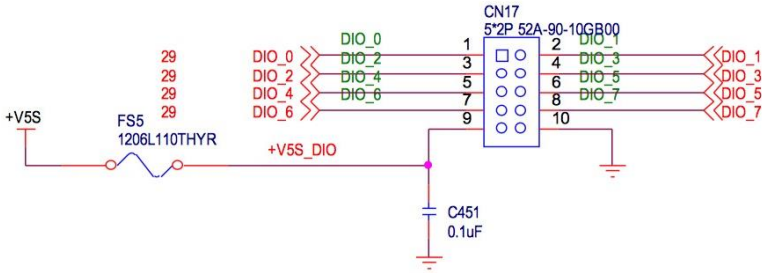 CN17
5*2P 52A-90-10GB00
29 DIO_0 DIO_0 1 2 DIO_1 DIO_1
29 DIO_2 DIO_2 3 4 DIO_3 DIO_3
29 DIO_4 DIO_4 5 6 DIO_5 DIO_5
29 DIO_6 DIO_6 7 8 DIO_7 DIO_7
9 10
+V5S
FS5
1206L110THYR
+V5S_DIO
C451
0.1uF